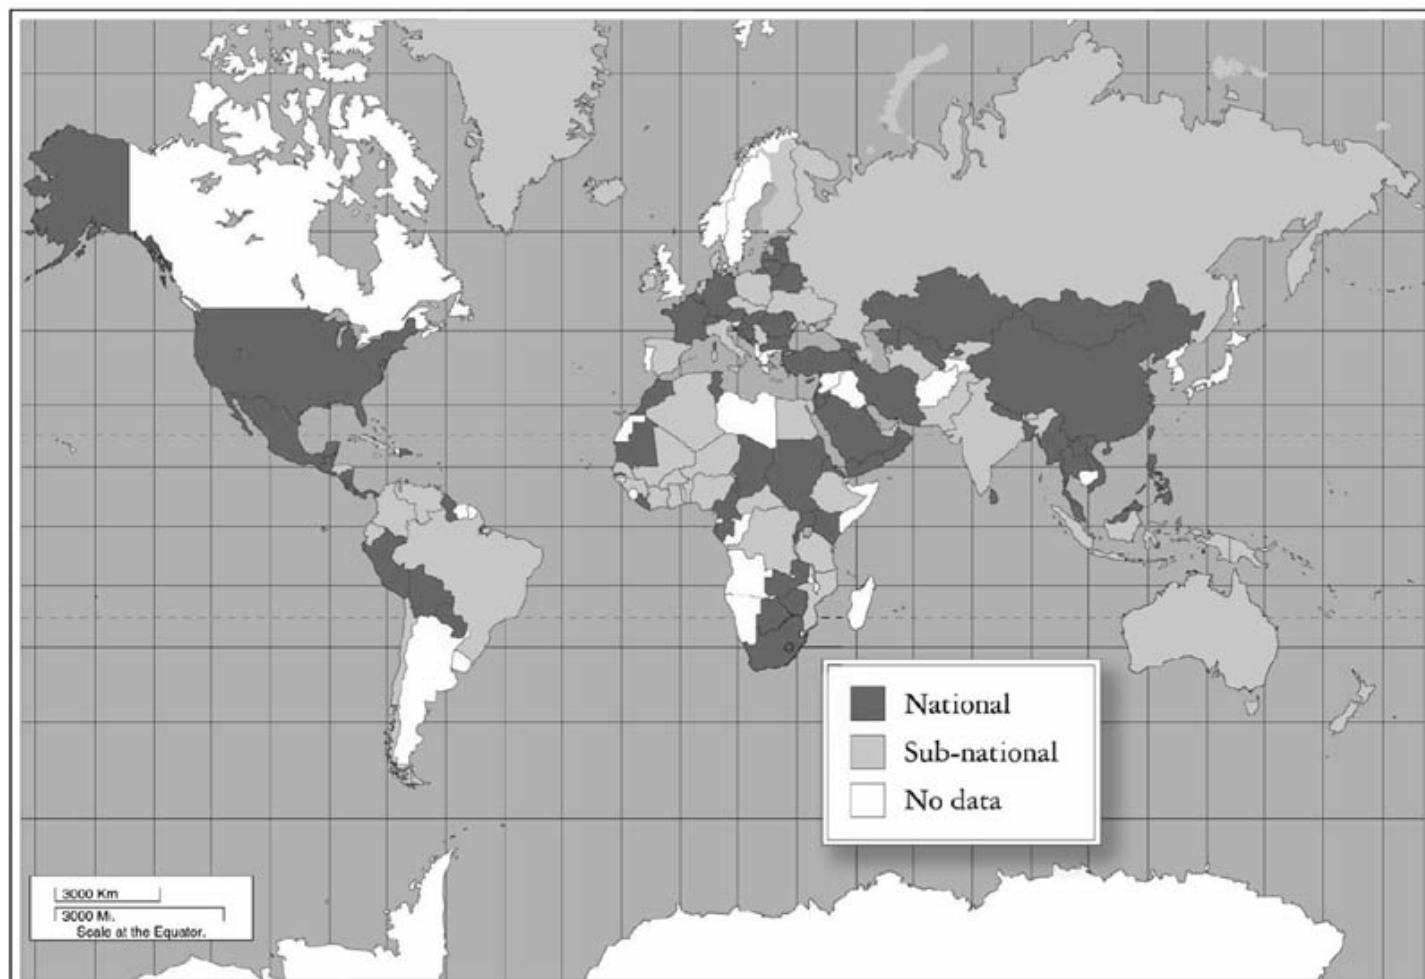 National
Sub-national
No data
3000 Km
3000 Mi.
Scale at the Equator.